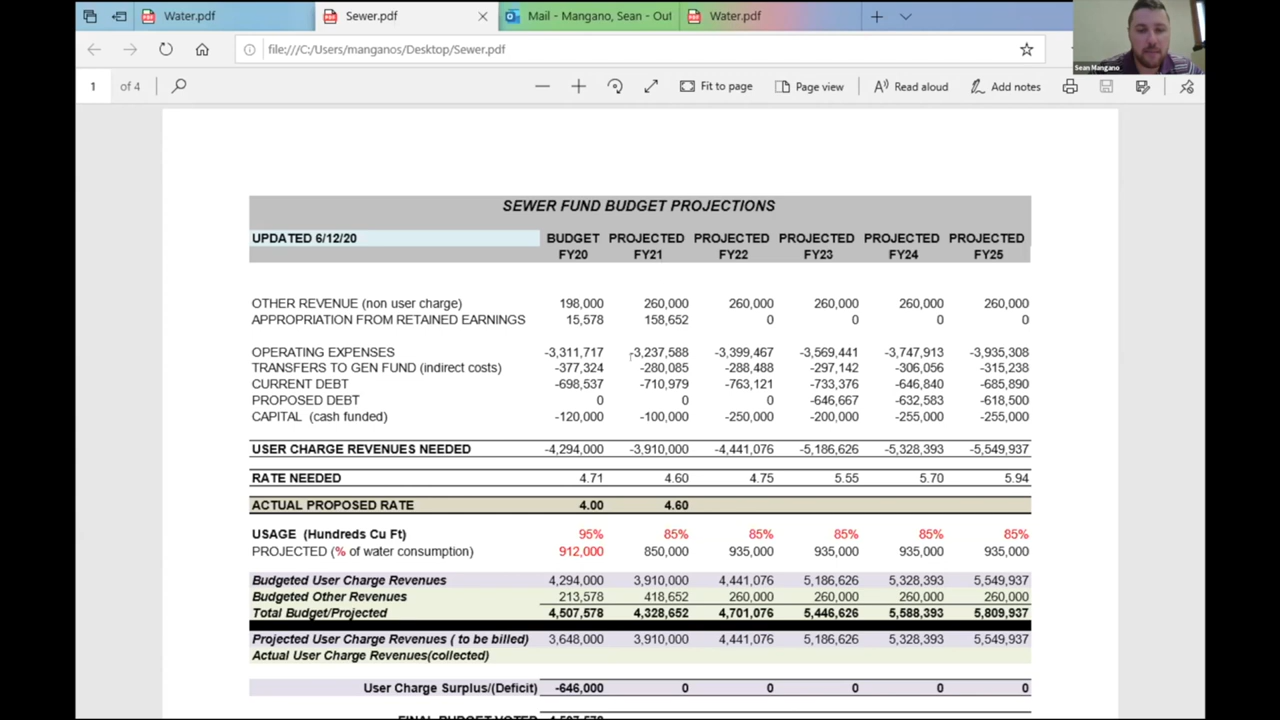 Water.pdf
Sewer.pdf
Mail - Mangano, Sean - Out
Water.pdf
file:///C:/Users/manganos/Desktop/Sewer.pdf
Sean Mangano
1 of 4
Fit to page
Page view
Read aloud
Add notes
SEWER FUND BUDGET PROJECTIONS
UPDATED 6/12/20 BUDGET PROJECTED PROJECTED PROJECTED PROJECTED PROJECTED
FY20 FY21 FY22 FY23 FY24 FY25
OTHER REVENUE (non user charge) 198,000 260,000 260,000 260,000 260,000 260,000
APPROPRIATION FROM RETAINED EARNINGS 15,578 158,652 0 0 0 0
OPERATING EXPENSES -3,311,717 -3,237,588 -3,399,467 -3,569,441 -3,747,913 -3,935,308
TRANSFERS TO GEN FUND (indirect costs) -377,324 -280,085 -288,488 -297,142 -306,056 -315,238
CURRENT DEBT -698,537 -710,979 -763,121 -733,376 -646,840 -685,890
PROPOSED DEBT 0 0 0 -646,667 -632,583 -618,500
CAPITAL (cash funded) -120,000 -100,000 -250,000 -200,000 -255,000 -255,000
USER CHARGE REVENUES NEEDED -4,294,000 -3,910,000 -4,441,076 -5,186,626 -5,328,393 -5,549,937
RATE NEEDED 4.71 4.60 4.75 5.55 5.70 5.94
ACTUAL PROPOSED RATE 4.00 4.60
USAGE (Hundreds Cu Ft) 95% 85% 85% 85% 85% 85%
PROJECTED (% of water consumption) 912,000 850,000 935,000 935,000 935,000 935,000
Budgeted User Charge Revenues 4,294,000 3,910,000 4,441,076 5,186,626 5,328,393 5,549,937
Budgeted Other Revenues 213,578 418,652 260,000 260,000 260,000 260,000
Total Budget/Projected 4,507,578 4,328,652 4,701,076 5,446,626 5,588,393 5,809,937
Projected User Charge Revenues ( to be billed) 3,648,000 3,910,000 4,441,076 5,186,626 5,328,393 5,549,937
Actual User Charge Revenues(collected)
User Charge Surplus/(Deficit) -646,000 0 0 0 0 0
FINAL BUDGET VOTED 4,507,578